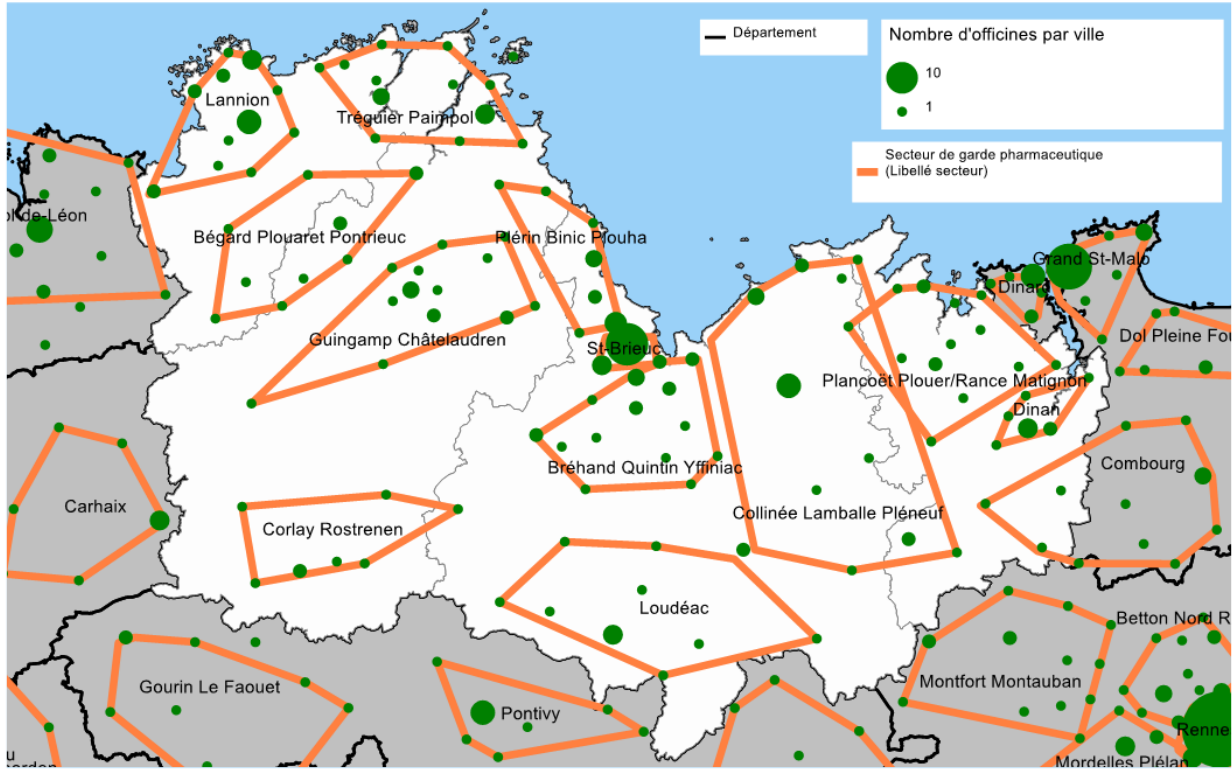 Département
Nombre d'officines par ville
10
1
Secteur de garde pharmaceutique
(Libellé secteur)
Lannion
Tréguier Paimpol
ol-de-Léon
Bégard Plouaret Pontrieuc
Plérin Binic Plouha
Grand St-Malo
Dinard
Guingamp Châtelaudren
St-Brieuc
Dol Pleine Fou
Plancoët Plouer/Rance Matignon
Dinan
Bréhand Quintin Yffiniac
Combourg
Carhaix
Corlay Rostrenen
Collinée Lamballe Pléneuf
Loudéac
Betton Nord R
Gourin Le Faouet
Montfort Montauban
Pontivy
Renne
Mordelles Plélan